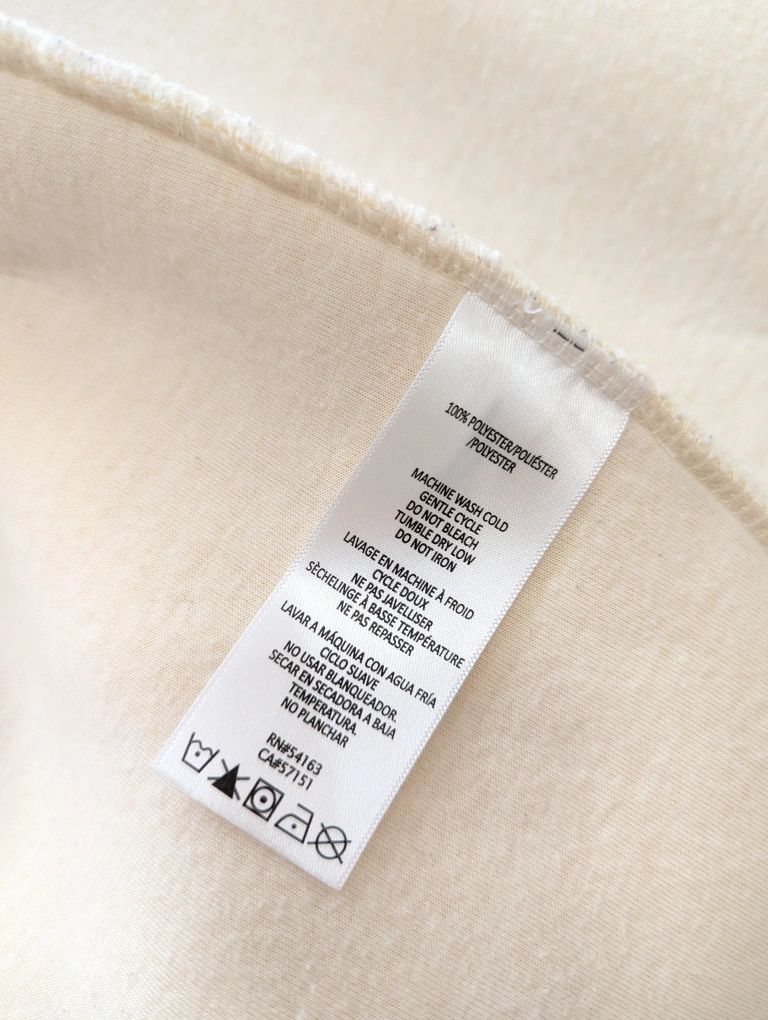 100% POLYESTER/POLIÉSTER
/POLYESTER
MACHINE WASH COLD
GENTLE CYCLE
DO NOT BLEACH
TUMBLE DRY LOW
DO NOT IRON
LAVAGE EN MACHINE À FROID
CYCLE DOUX
NE PAS JAVELLISER
SÈCHELINGE À BASSE TEMPÉRATURE
NE PAS REPASSER
LAVAR A MÁQUINA CON AGUA FRÍA
CICLO SUAVE
NO USAR BLANQUEADOR.
SECAR EN SECADORA A BAJA
TEMPERATURA.
NO PLANCHAR
RN#54163
CA#57151